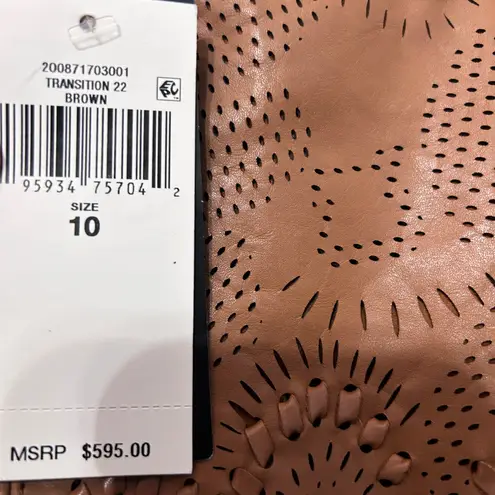 200871703001
TRANSITION 22
BROWN
95934 75704 2
SIZE
10
MSRP $595.00